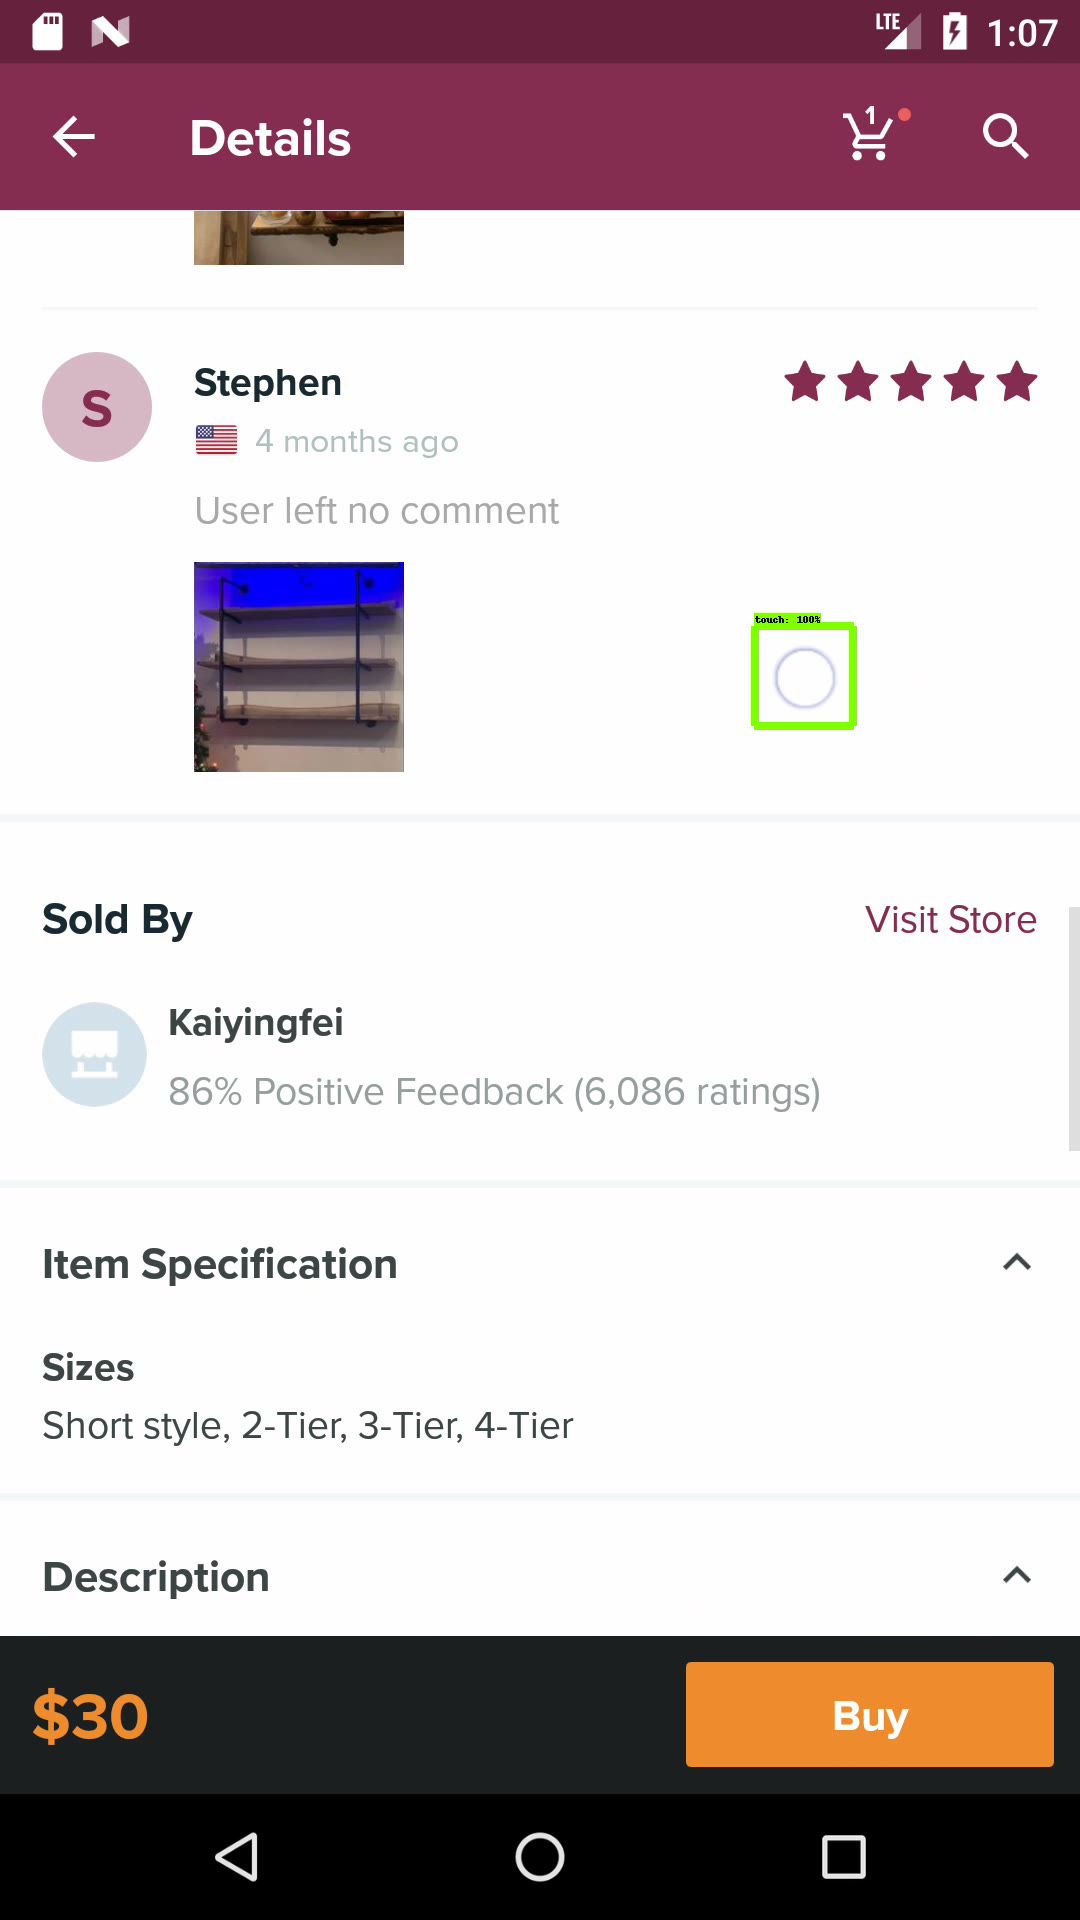 LTE 1:07
Details
1
Stephen
S
4 months ago
User left no comment
touch: 100%
Sold By
Visit Store
Kaiyingfei
86% Positive Feedback (6,086 ratings)
Item Specification
Sizes
Short style, 2-Tier, 3-Tier, 4-Tier
Description
$30
Buy